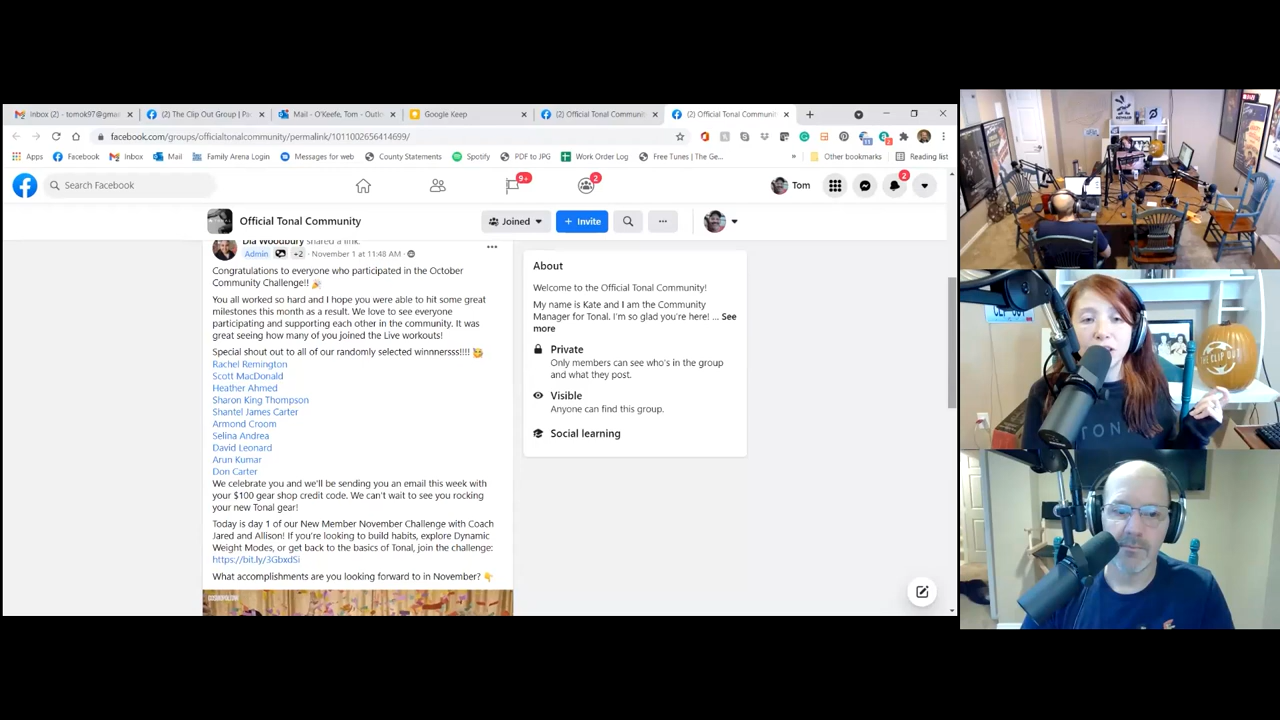 Inbox (2) - tomok97@gmai
(2) The Clip Out Group | Pa
Mail - O'Keefe, Tom - Outlo
Google Keep
(2) Official Tonal Communi
(2) Official Tonal Communi
facebook.com/groups/officialtonalcommunity/permalink/1011002656414699/
Apps
Facebook
Inbox
Mail
Family Arena Login
Messages for web
County Statements
Spotify
PDF to JPG
Work Order Log
Free Tunes | The Ge...
»
Other bookmarks
Reading list
Search Facebook
9+
2
Tom
2
Official Tonal Community
Joined
+ Invite
Dia Woodbury shared a link.
Admin
+2 · November 1 at 11:48 AM ·
Congratulations to everyone who participated in the October
Community Challenge!! 🎉
You all worked so hard and I hope you were able to hit some great
milestones this month as a result. We love to see everyone
participating and supporting each other in the community. It was
great seeing how many of you joined the Live workouts!
Special shout out to all of our randomly selected winnnersss!!!! 🥰
Rachel Remington
Scott MacDonald
Heather Ahmed
Sharon King Thompson
Shantel James Carter
Armond Croom
Selina Andrea
David Leonard
Arun Kumar
Don Carter
We celebrate you and we'll be sending you an email this week with
your $100 gear shop credit code. We can't wait to see you rocking
your new Tonal gear!
Today is day 1 of our New Member November Challenge with Coach
Jared and Allison! If you're looking to build habits, explore Dynamic
Weight Modes, or get back to the basics of Tonal, join the challenge:
https://bit.ly/3GbxdSi
What accomplishments are you looking forward to in November? 👇
About
Welcome to the Official Tonal Community!
My name is Kate and I am the Community
Manager for Tonal. I'm so glad you're here! ... See
more
Private
Only members can see who's in the group
and what they post.
Visible
Anyone can find this group.
Social learning
THE CLIP OUT
TONA